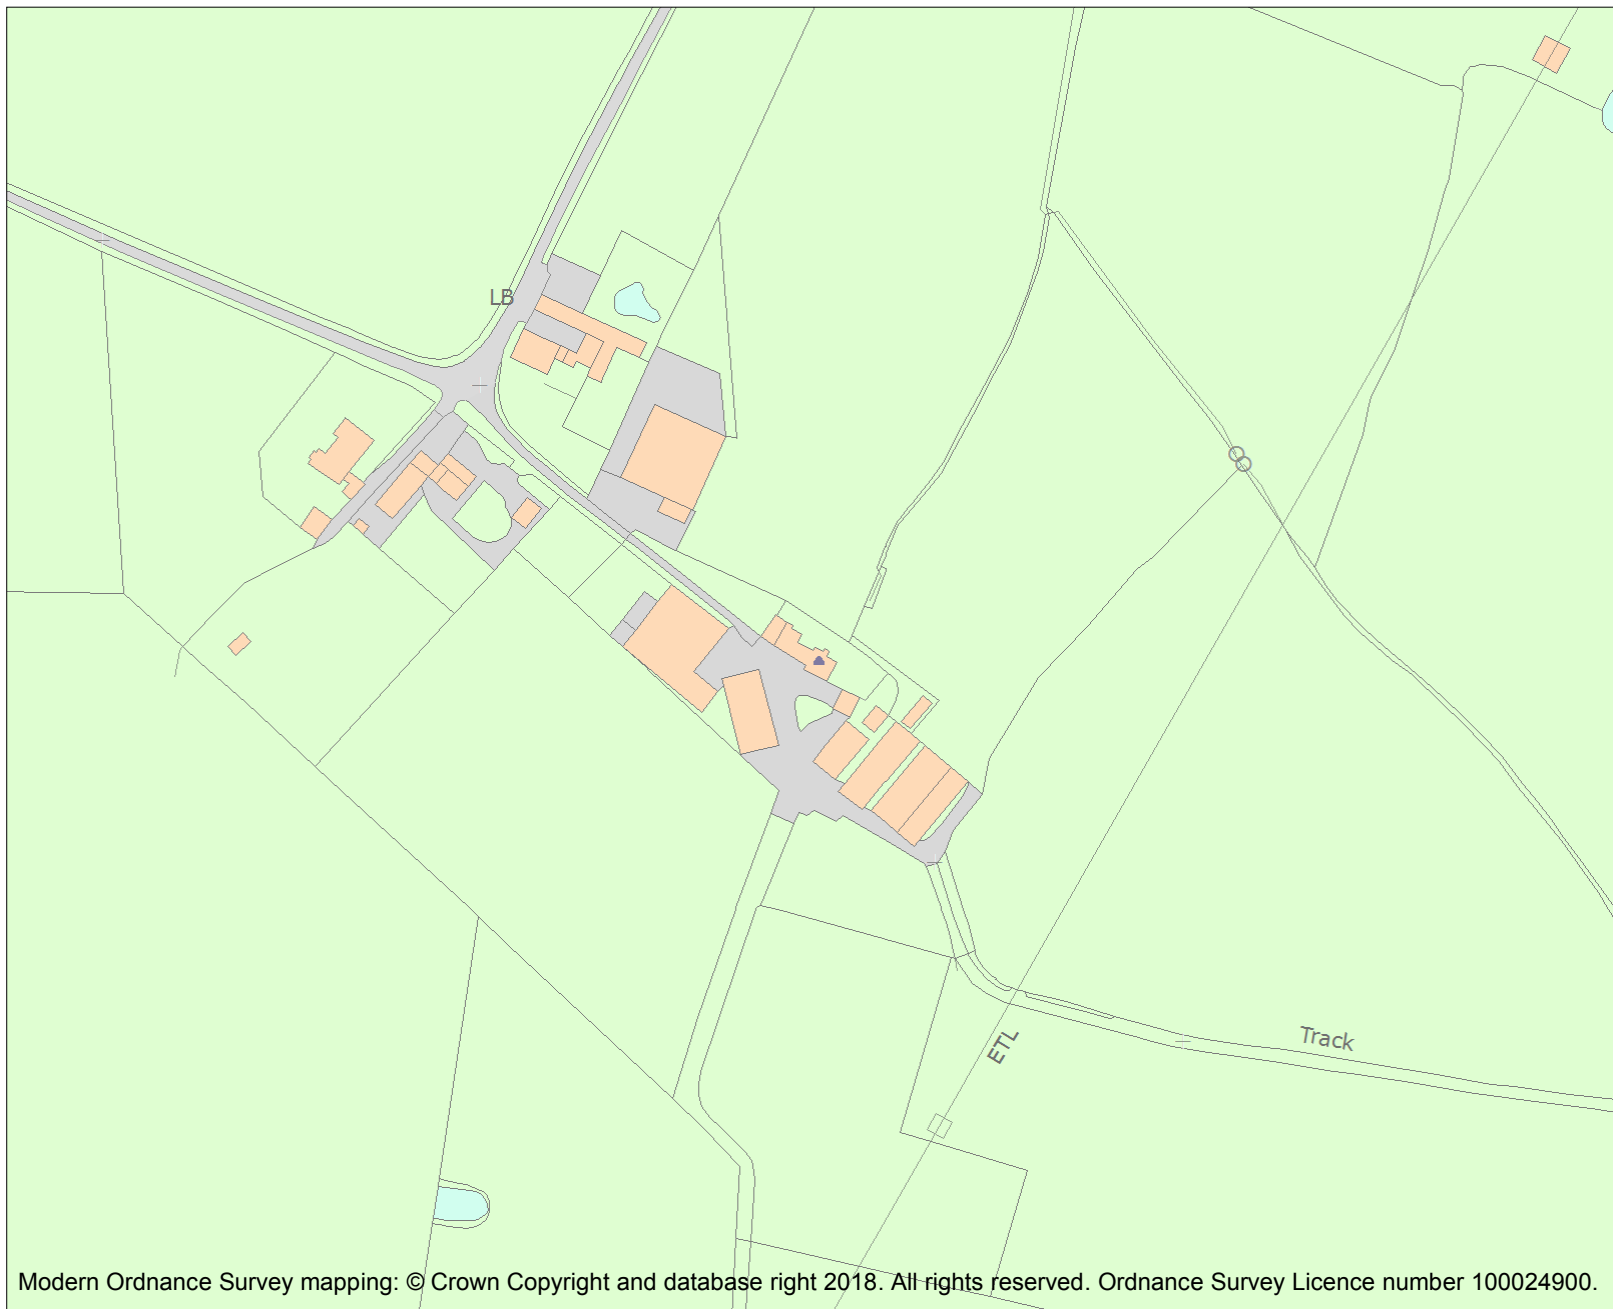 LB
ETL
Track
Modern Ordnance Survey mapping: © Crown Copyright and database right 2018. All rights reserved. Ordnance Survey Licence number 100024900.